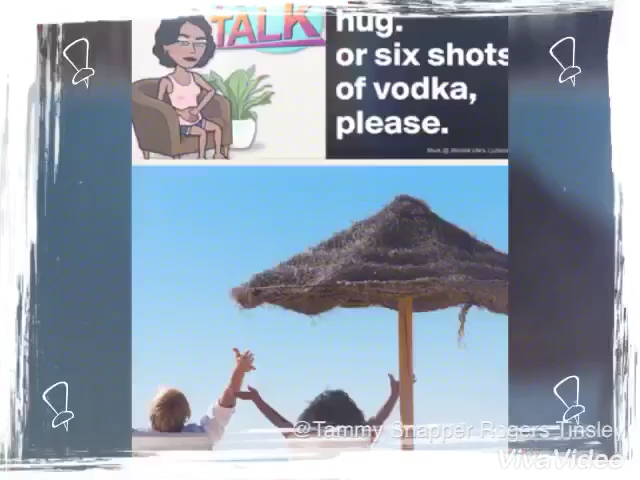 TALK
hug.
or six shots
of vodka,
please.
@Tammy Snapper Rogers Tinsley
VivaVideo